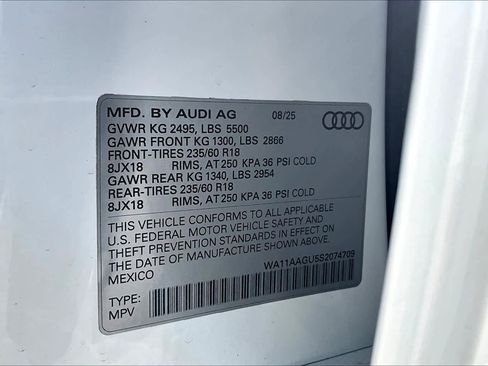 MFD. BY AUDI AG 08/25
GVWR KG 2495, LBS 5500
GAWR FRONT KG 1300, LBS 2866
FRONT-TIRES 235/60 R18
8JX18 RIMS, AT 250 KPA 36 PSI COLD
GAWR REAR KG 1340, LBS 2954
REAR-TIRES 235/60 R18
8JX18 RIMS, AT 250 KPA 36 PSI COLD
THIS VEHICLE CONFORMS TO ALL APPLICABLE
U.S. FEDERAL MOTOR VEHICLE SAFETY AND
THEFT PREVENTION STANDARDS IN EFFECT ON
THE DATE OF MANUFACTURE SHOWN ABOVE.
MEXICO
WA11AAGU5S2074709
TYPE:
MPV